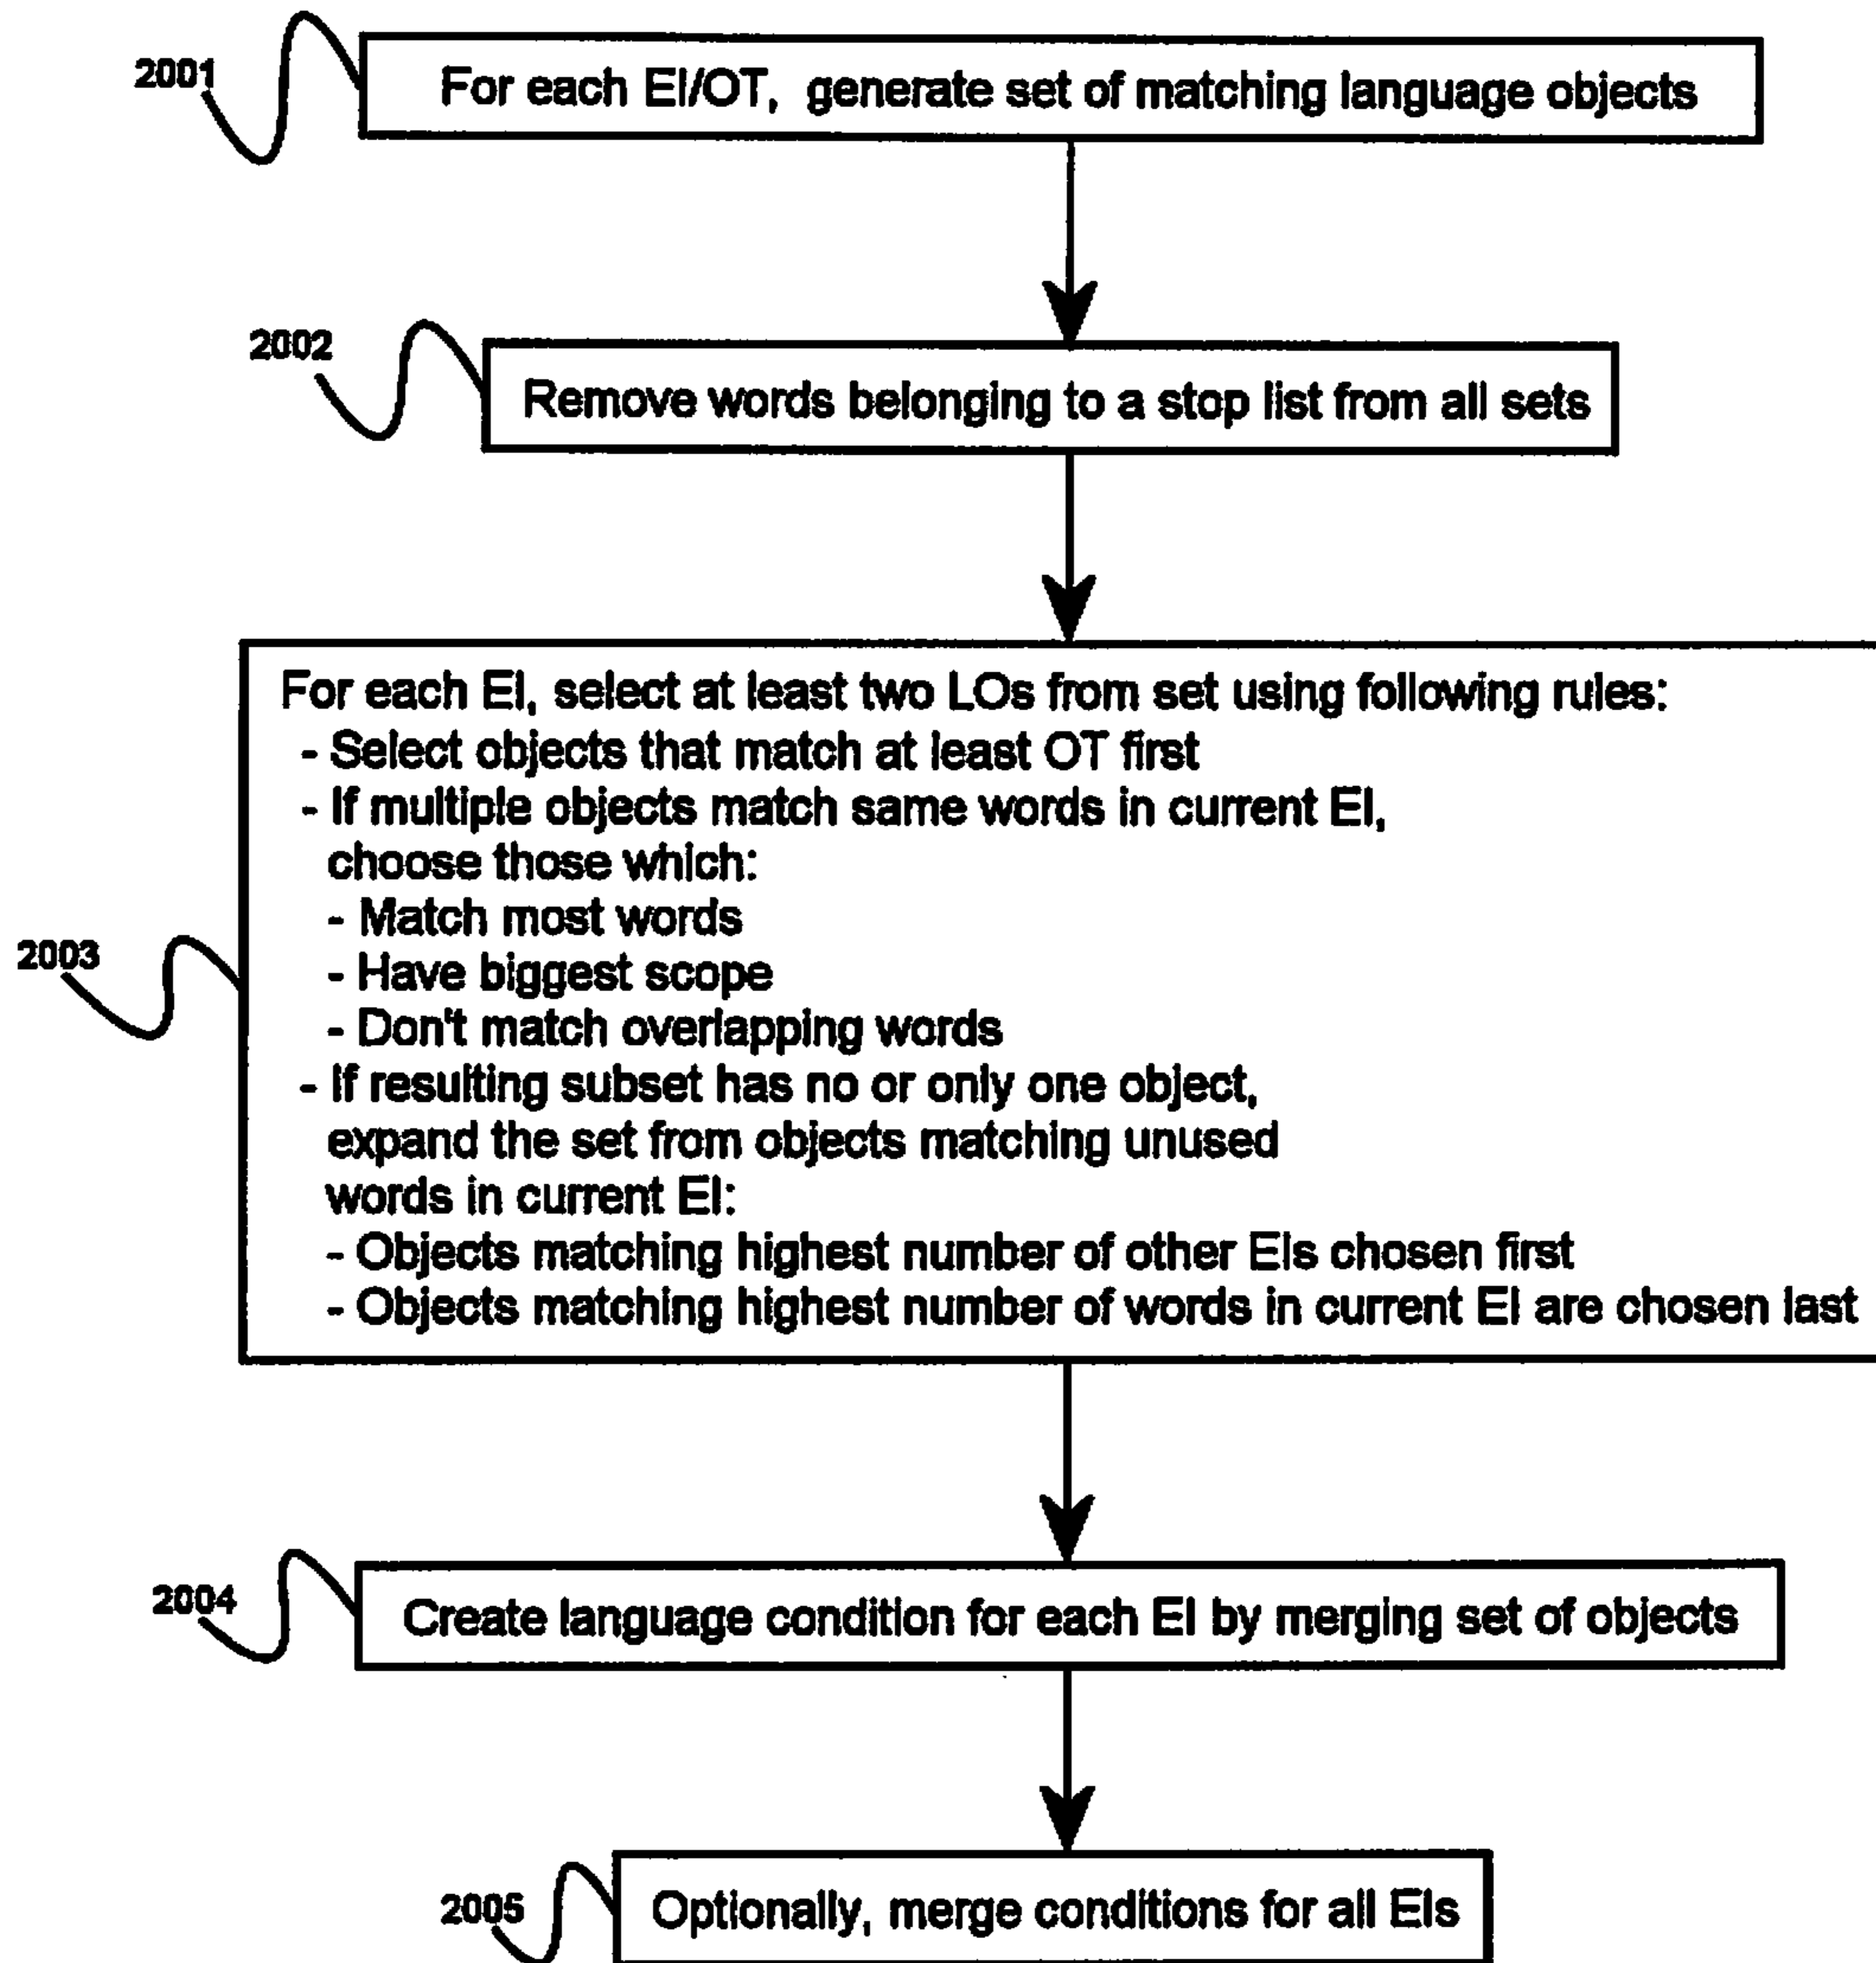 2001
For each EI/OT, generate set of matching language objects
2002
Remove words belonging to a stop list from all sets
2003
For each EI, select at least two LOs from set using following rules:
- Select objects that match at least OT first
- If multiple objects match same words in current EI,
choose those which:
- Match most words
- Have biggest scope
- Don't match overlapping words
- If resulting subset has no or only one object,
expand the set from objects matching unused
words in current EI:
- Objects matching highest number of other EIs chosen first
- Objects matching highest number of words in current EI are chosen last
2004
Create language condition for each EI by merging set of objects
2005
Optionally, merge conditions for all EIs